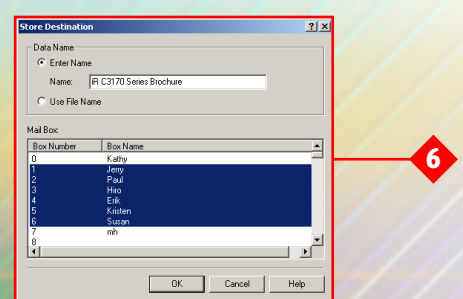 Store Destination
Data Name
Enter Name
Name: iR C3170 Series Brochure
Use File Name
Mail Box:
Box Number Box Name
0 Kathy
1 Jerry
2 Paul
3 Hiro
4 Erik
5 Kristen
6 Susan
7 mh
8
OK Cancel Help
6